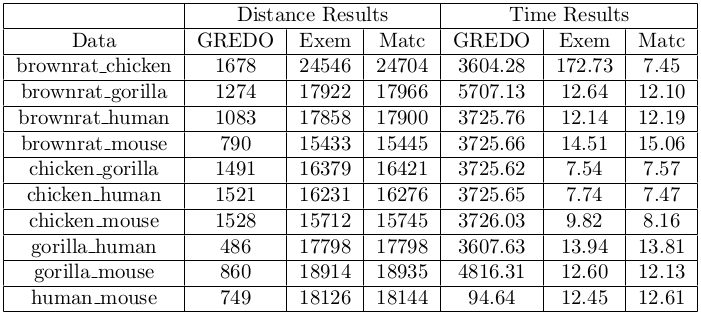 Distance Results Time Results
Data GREDO Exem Matc GREDO Exem Matc
brownrat_chicken 1678 24546 24704 3604.28 172.73 7.45
brownrat_gorilla 1274 17922 17966 5707.13 12.64 12.10
brownrat_human 1083 17858 17900 3725.76 12.14 12.19
brownrat_mouse 790 15433 15445 3725.66 14.51 15.06
chicken_gorilla 1491 16379 16421 3725.62 7.54 7.57
chicken_human 1521 16231 16276 3725.65 7.74 7.47
chicken_mouse 1528 15712 15745 3726.03 9.82 8.16
gorilla_human 486 17798 17798 3607.63 13.94 13.81
gorilla_mouse 860 18914 18935 4816.31 12.60 12.13
human_mouse 749 18126 18144 94.64 12.45 12.61